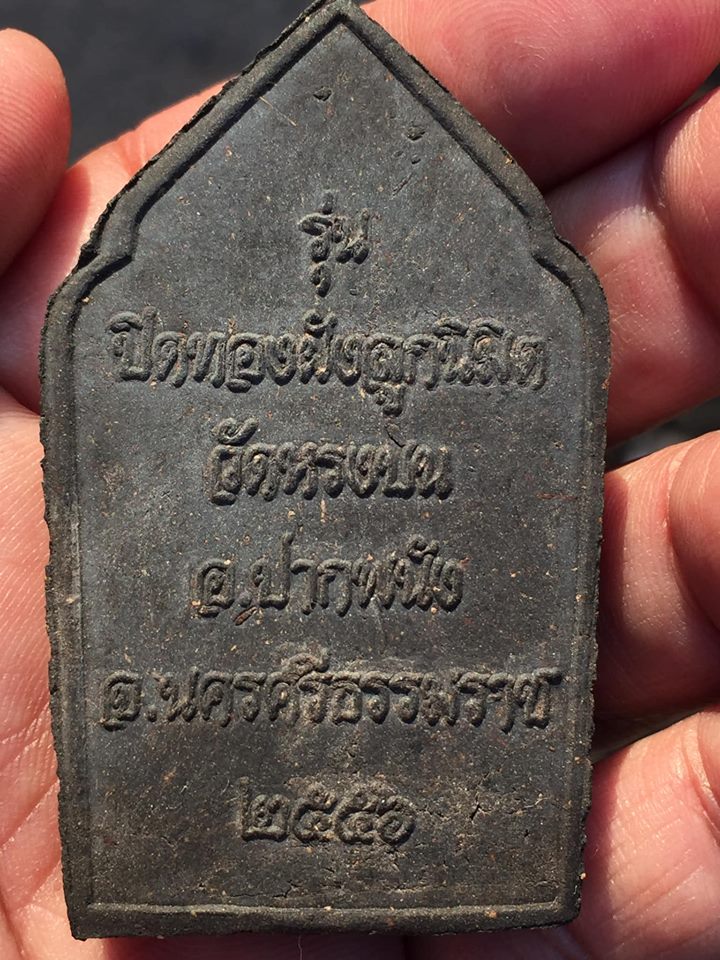 รุ่น
ปิดทองฝังลูกนิมิต
วัดหรงบน
อ.ปากพนัง
จ.นครศรีธรรมราช
๒๕๕๖